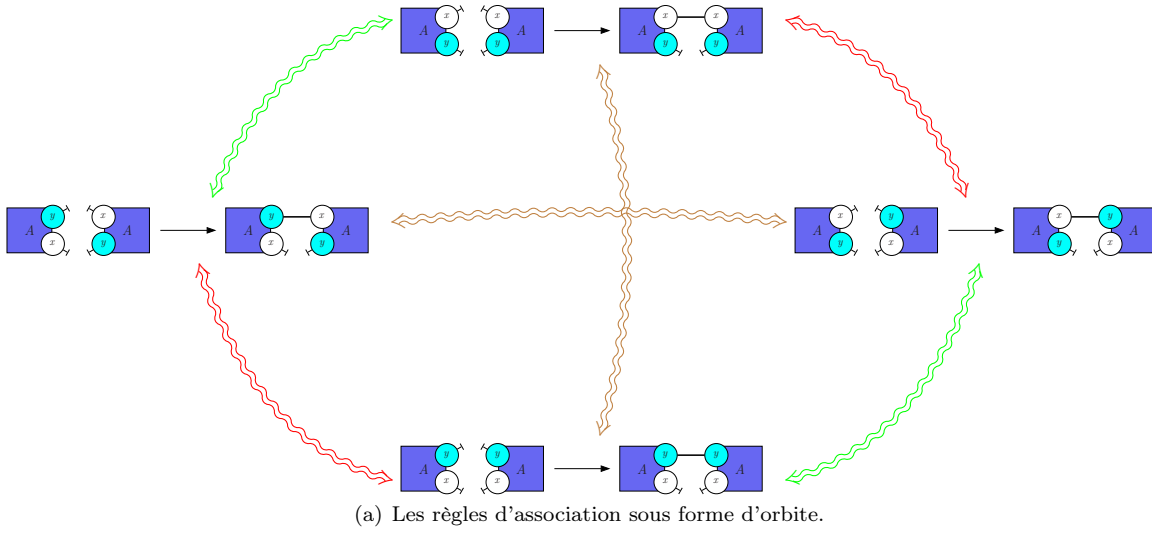 x x x x
A A A A
y y y y
y x y x x y x y
A A A A A A A A
x y x y y x y x
y y y y
A A A A
x x x x
(a) Les règles d'association sous forme d'orbite.